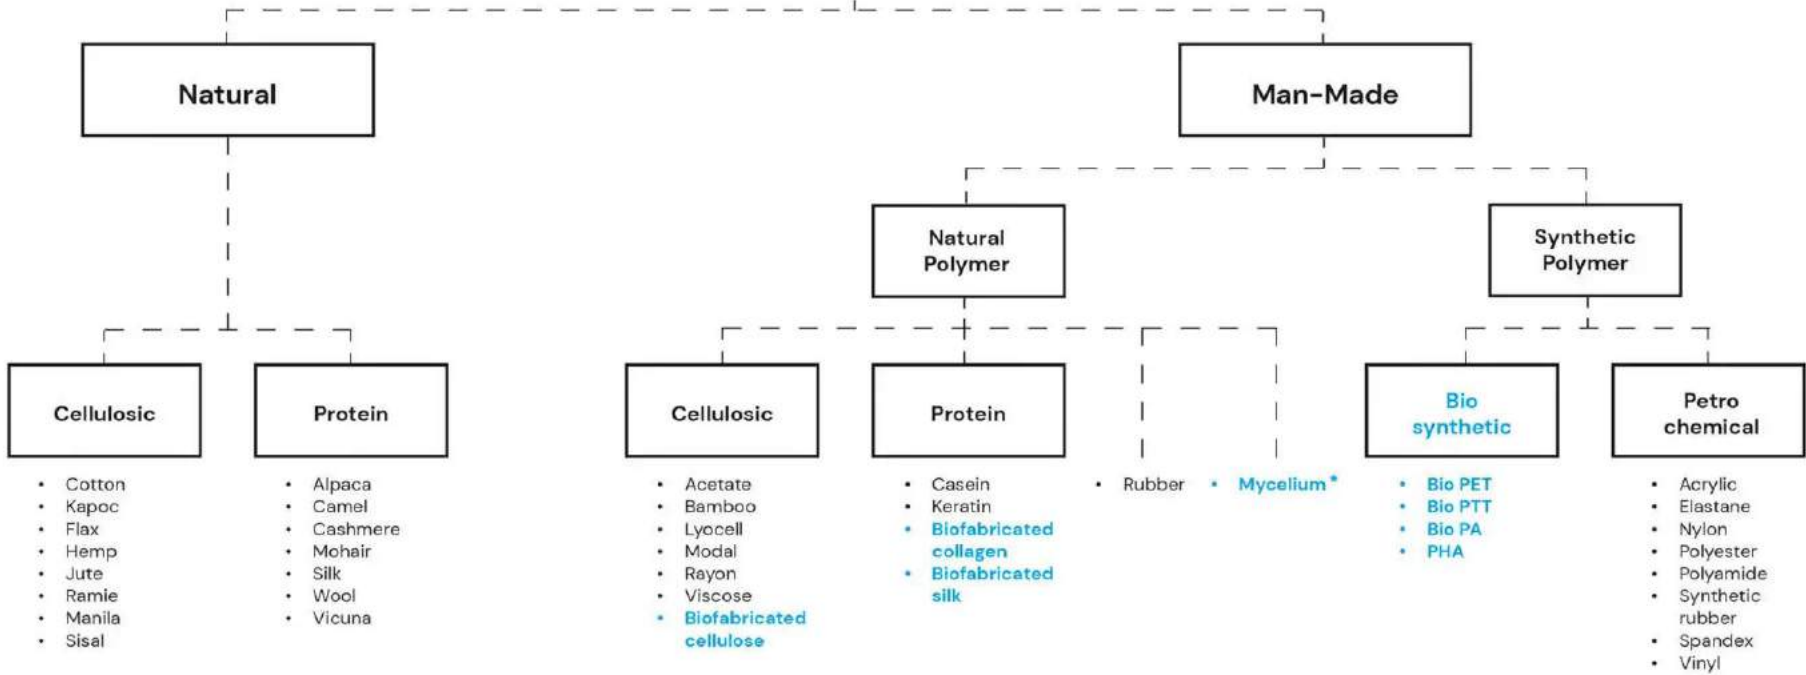 Natural
Man-Made
Natural
Polymer
Synthetic
Polymer
Cellulosic
Protein
Cellulosic
Protein
Bio
synthetic
Petro
chemical
• Cotton
• Kapoc
• Flax
• Hemp
• Jute
• Ramie
• Manila
• Sisal
• Alpaca
• Camel
• Cashmere
• Mohair
• Silk
• Wool
• Vicuna
• Acetate
• Bamboo
• Lyocell
• Modal
• Rayon
• Viscose
• Biofabricated
cellulose
• Casein
• Keratin
• Biofabricated
collagen
• Biofabricated
silk
• Rubber
• Mycelium*
• Bio PET
• Bio PTT
• Bio PA
• PHA
• Acrylic
• Elastane
• Nylon
• Polyester
• Polyamide
• Synthetic
rubber
• Spandex
• Vinyl